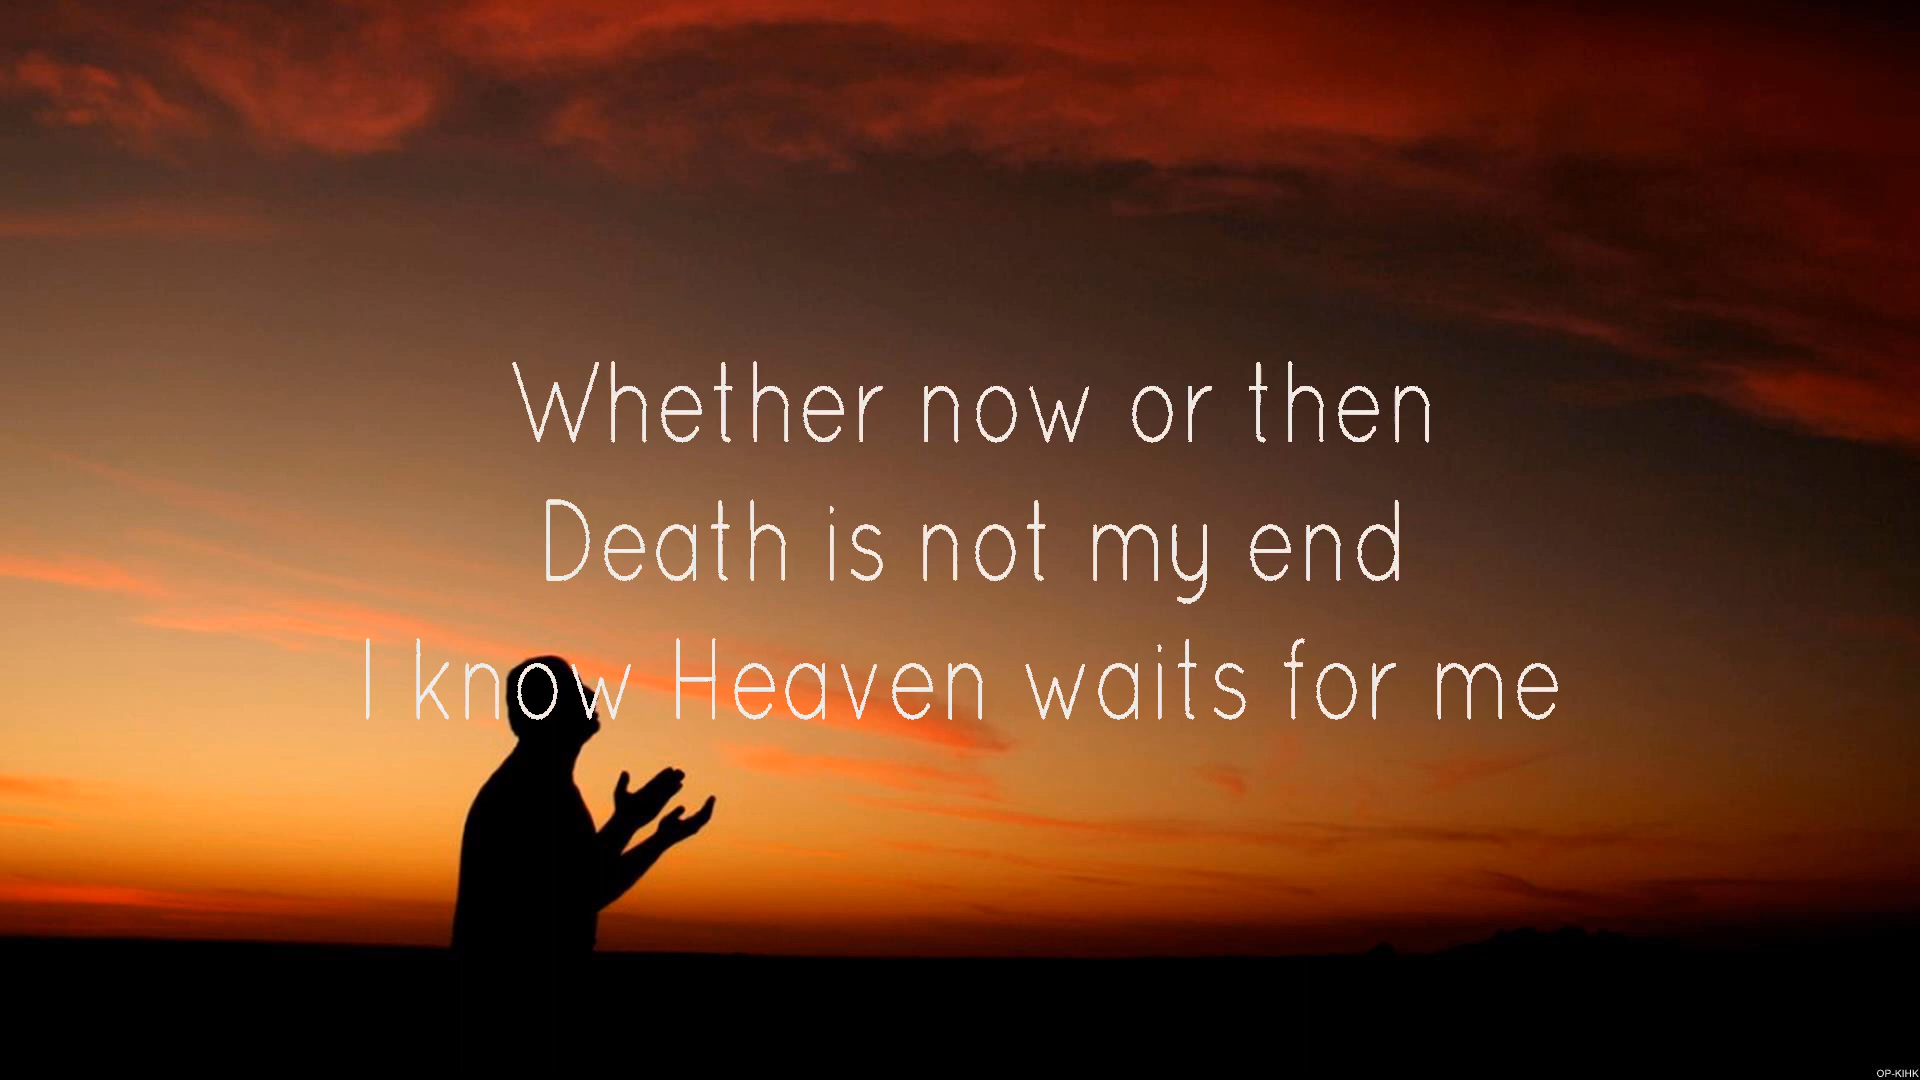 Whether now or then
Death is not my end
I know Heaven waits for me
OP-KIHK